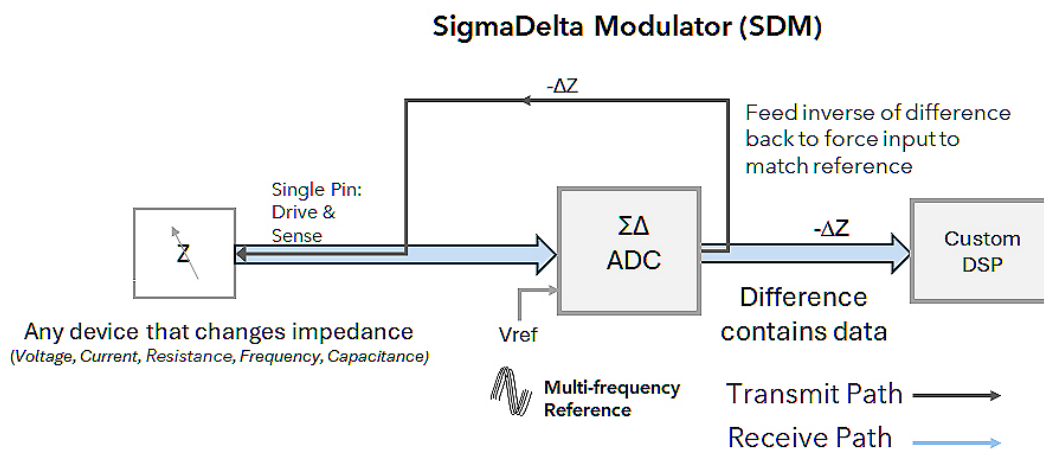 SigmaDelta Modulator (SDM)
-ΔZ
Feed inverse of difference
back to force input to
match reference
Single Pin:
Drive &
Sense
Z
ΣΔ
ADC
-ΔZ
Custom
DSP
Difference
contains data
Any device that changes impedance
(Voltage, Current, Resistance, Frequency, Capacitance)
Vref
Multi-frequency
Reference
Transmit Path
Receive Path